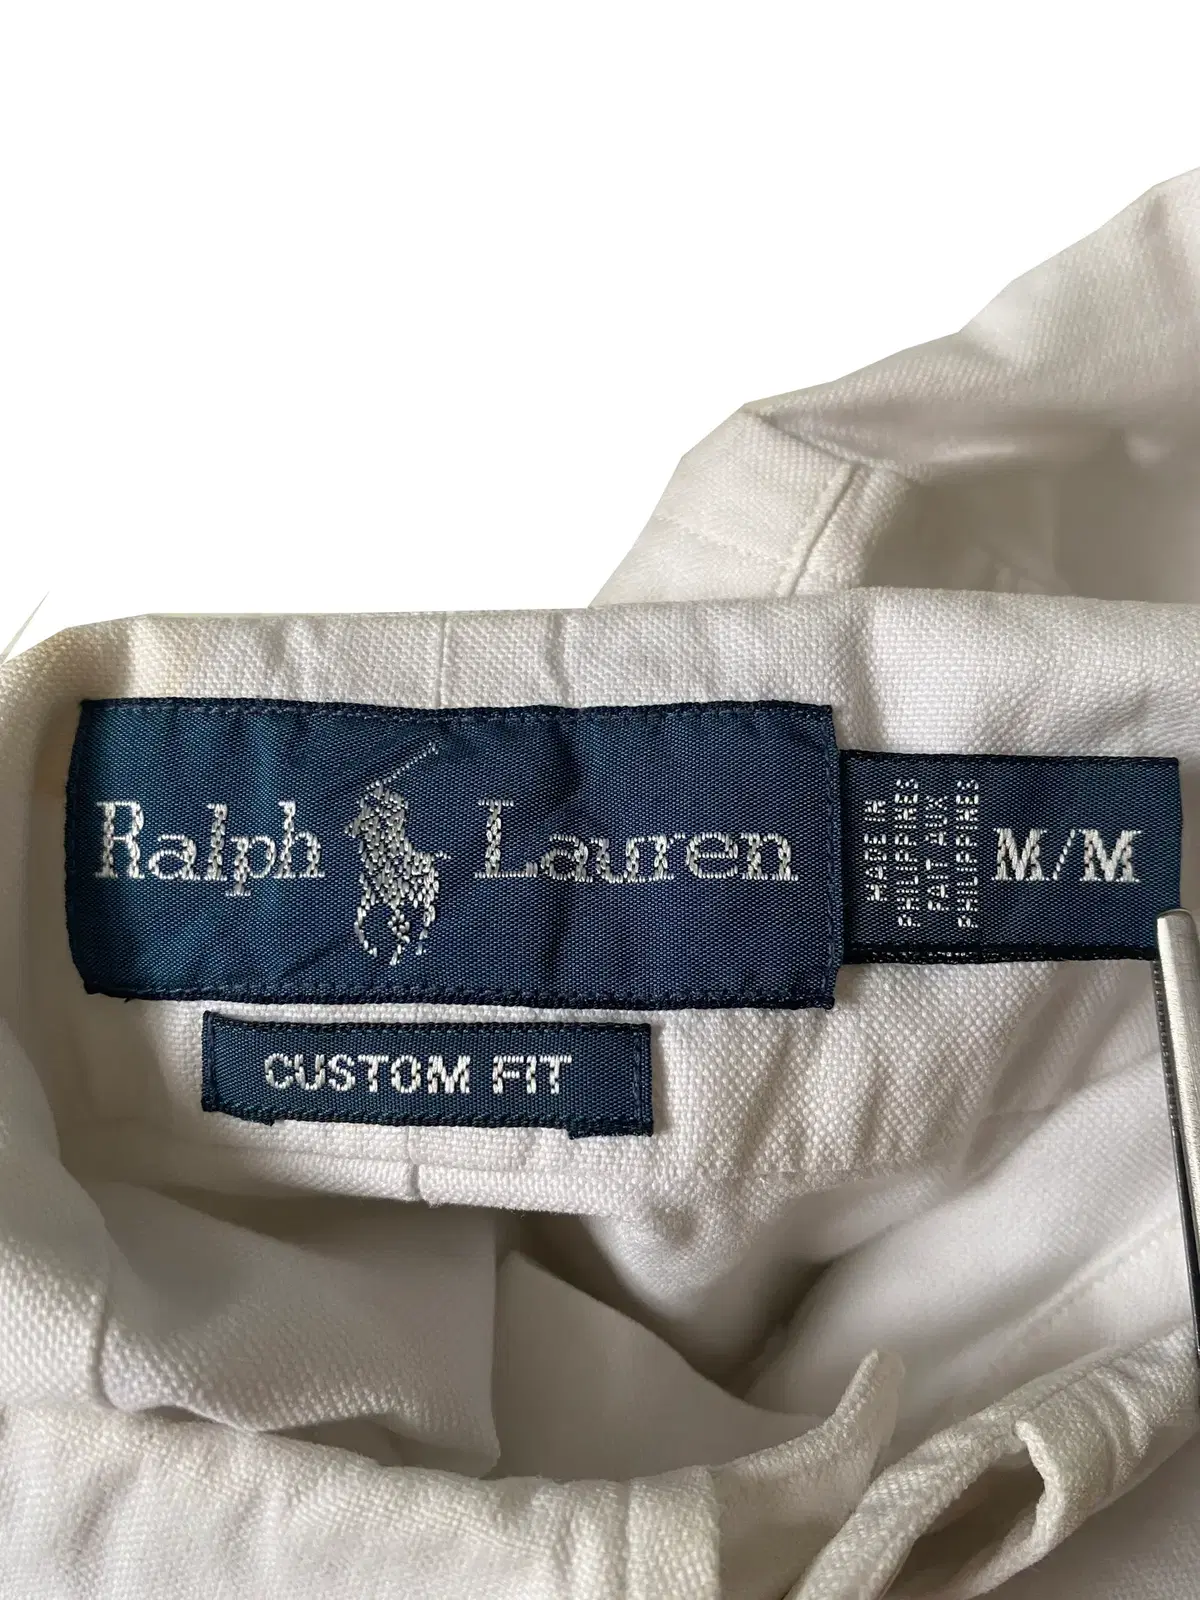 Ralph Lauren
MADE IN
PHILIPPINES
FAIT AUX
PHILIPPINES
M/M
CUSTOM FIT